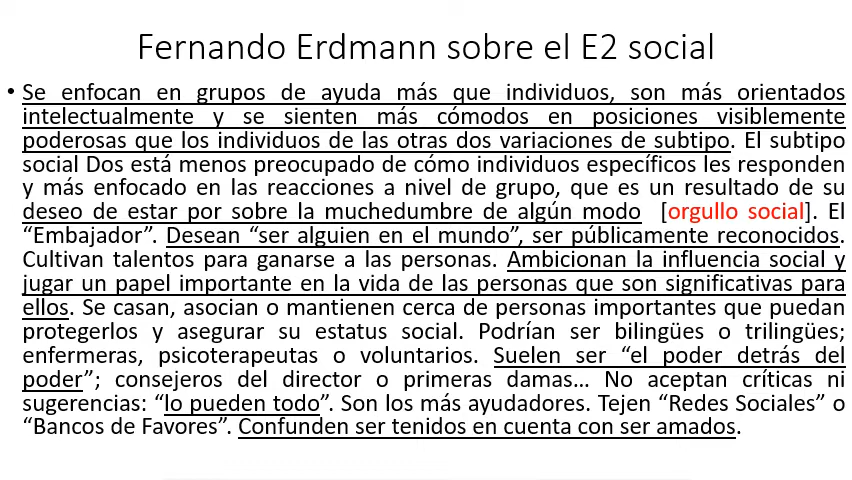 Fernando Erdmann sobre el E2 social
• Se enfocan en grupos de ayuda más que individuos, son más orientados
intelectualmente y se sienten más cómodos en posiciones visiblemente
poderosas que los individuos de las otras dos variaciones de subtipo. El subtipo
social Dos está menos preocupado de cómo individuos específicos les responden
y más enfocado en las reacciones a nivel de grupo, que es un resultado de su
deseo de estar por sobre la muchedumbre de algún modo [orgullo social]. El
“Embajador”. Desean “ser alguien en el mundo”, ser públicamente reconocidos.
Cultivan talentos para ganarse a las personas. Ambicionan la influencia social y
jugar un papel importante en la vida de las personas que son significativas para
ellos. Se casan, asocian o mantienen cerca de personas importantes que puedan
protegerlos y asegurar su estatus social. Podrían ser bilingües o trilingües;
enfermeras, psicoterapeutas o voluntarios. Suelen ser “el poder detrás del
poder”; consejeros del director o primeras damas… No aceptan críticas ni
sugerencias: “lo pueden todo”. Son los más ayudadores. Tejen “Redes Sociales” o
“Bancos de Favores”. Confunden ser tenidos en cuenta con ser amados.